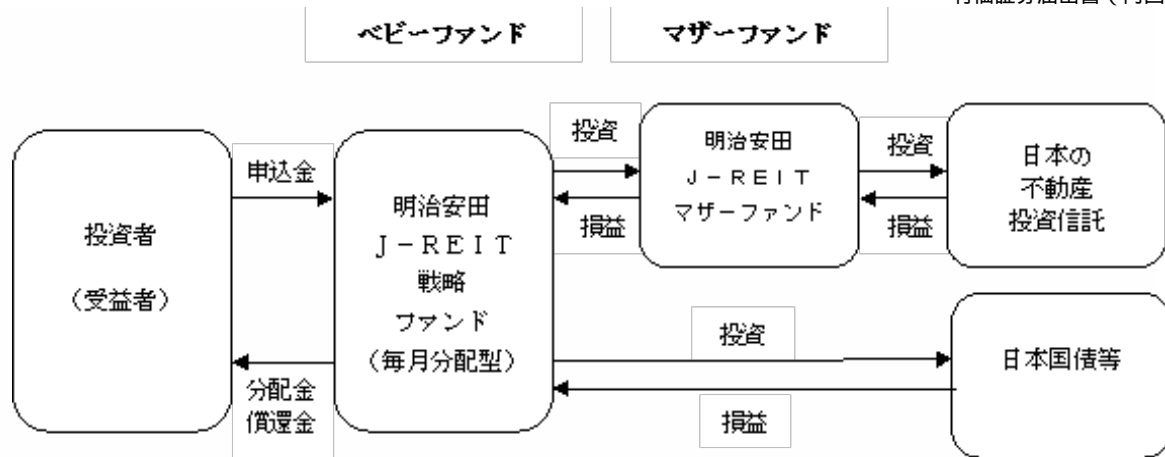 ベビーファンド
マザーファンド
投資者
（受益者）
申込金
分配金
償還金
明治安田
Ｊ－ＲＥＩＴ
戦略
ファンド
（毎月分配型）
投資
損益
明治安田
Ｊ－ＲＥＩＴ
マザーファンド
投資
損益
日本の
不動産
投資信託
投資
損益
日本国債等